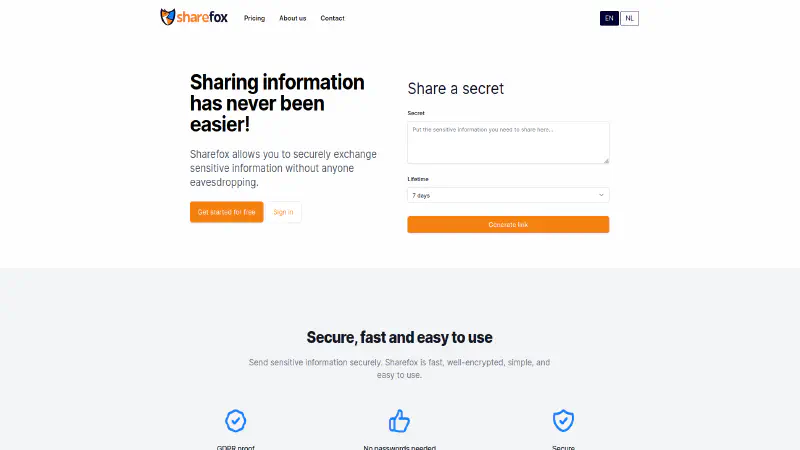 sharefox Pricing About us Contact EN NL
Sharing information
has never been
easier!
Sharefox allows you to securely exchange
sensitive information without anyone
eavesdropping.
Get started for free Sign in
Share a secret
Secret
Put the sensitive information you need to share here...
Lifetime
7 days
Generate link
Secure, fast and easy to use
Send sensitive information securely. Sharefox is fast, well-encrypted, simple, and
easy to use.
GDPR proof No passwords needed Secure